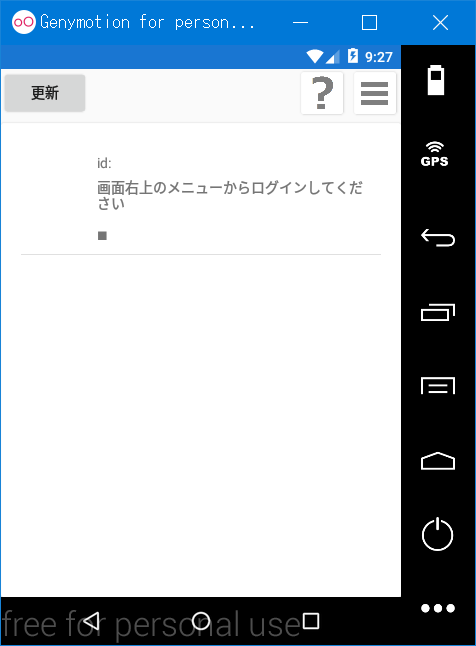 Genymotion for person...
9:27
更新
?
id:
画面右上のメニューからログインしてくだ
さい
■
GPS
free for personal use